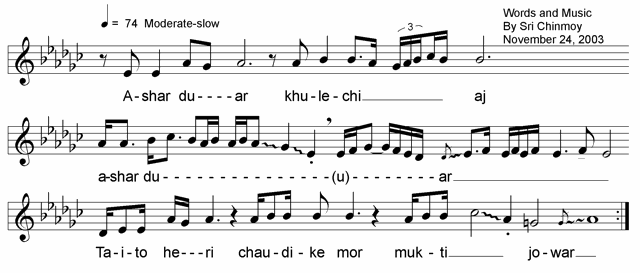 ♩ = 74 Moderate-slow
Words and Music
By Sri Chinmoy
November 24, 2003
3
A-shar du----ar khu-le-chi aj
a-shar du----------------(u)------ar
Ta-i-to he---ri chau-di-ke mor muk-ti jo-war